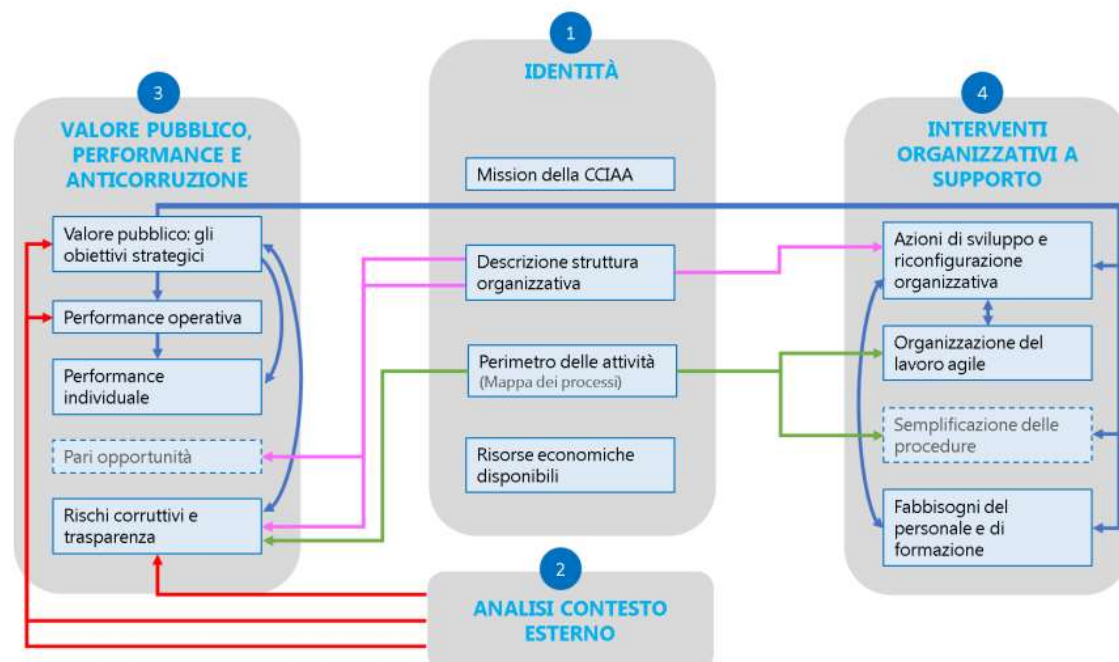 1
IDENTITÀ
Mission della CCIAA
Descrizione struttura
organizzativa
Perimetro delle attività
(Mappa dei processi)
Risorse economiche
disponibili
2
ANALISI CONTESTO
ESTERNO
3
VALORE PUBBLICO,
PERFORMANCE E
ANTICORRUZIONE
Valore pubblico: gli
obiettivi strategici
Performance operativa
Performance
individuale
Pari opportunità
Rischi corruttivi e
trasparenza
4
INTERVENTI
ORGANIZZATIVI A
SUPPORTO
Azioni di sviluppo e
riconfigurazione
organizzativa
Organizzazione del
lavoro agile
Semplificazione delle
procedure
Fabbisogni del
personale e di
formazione